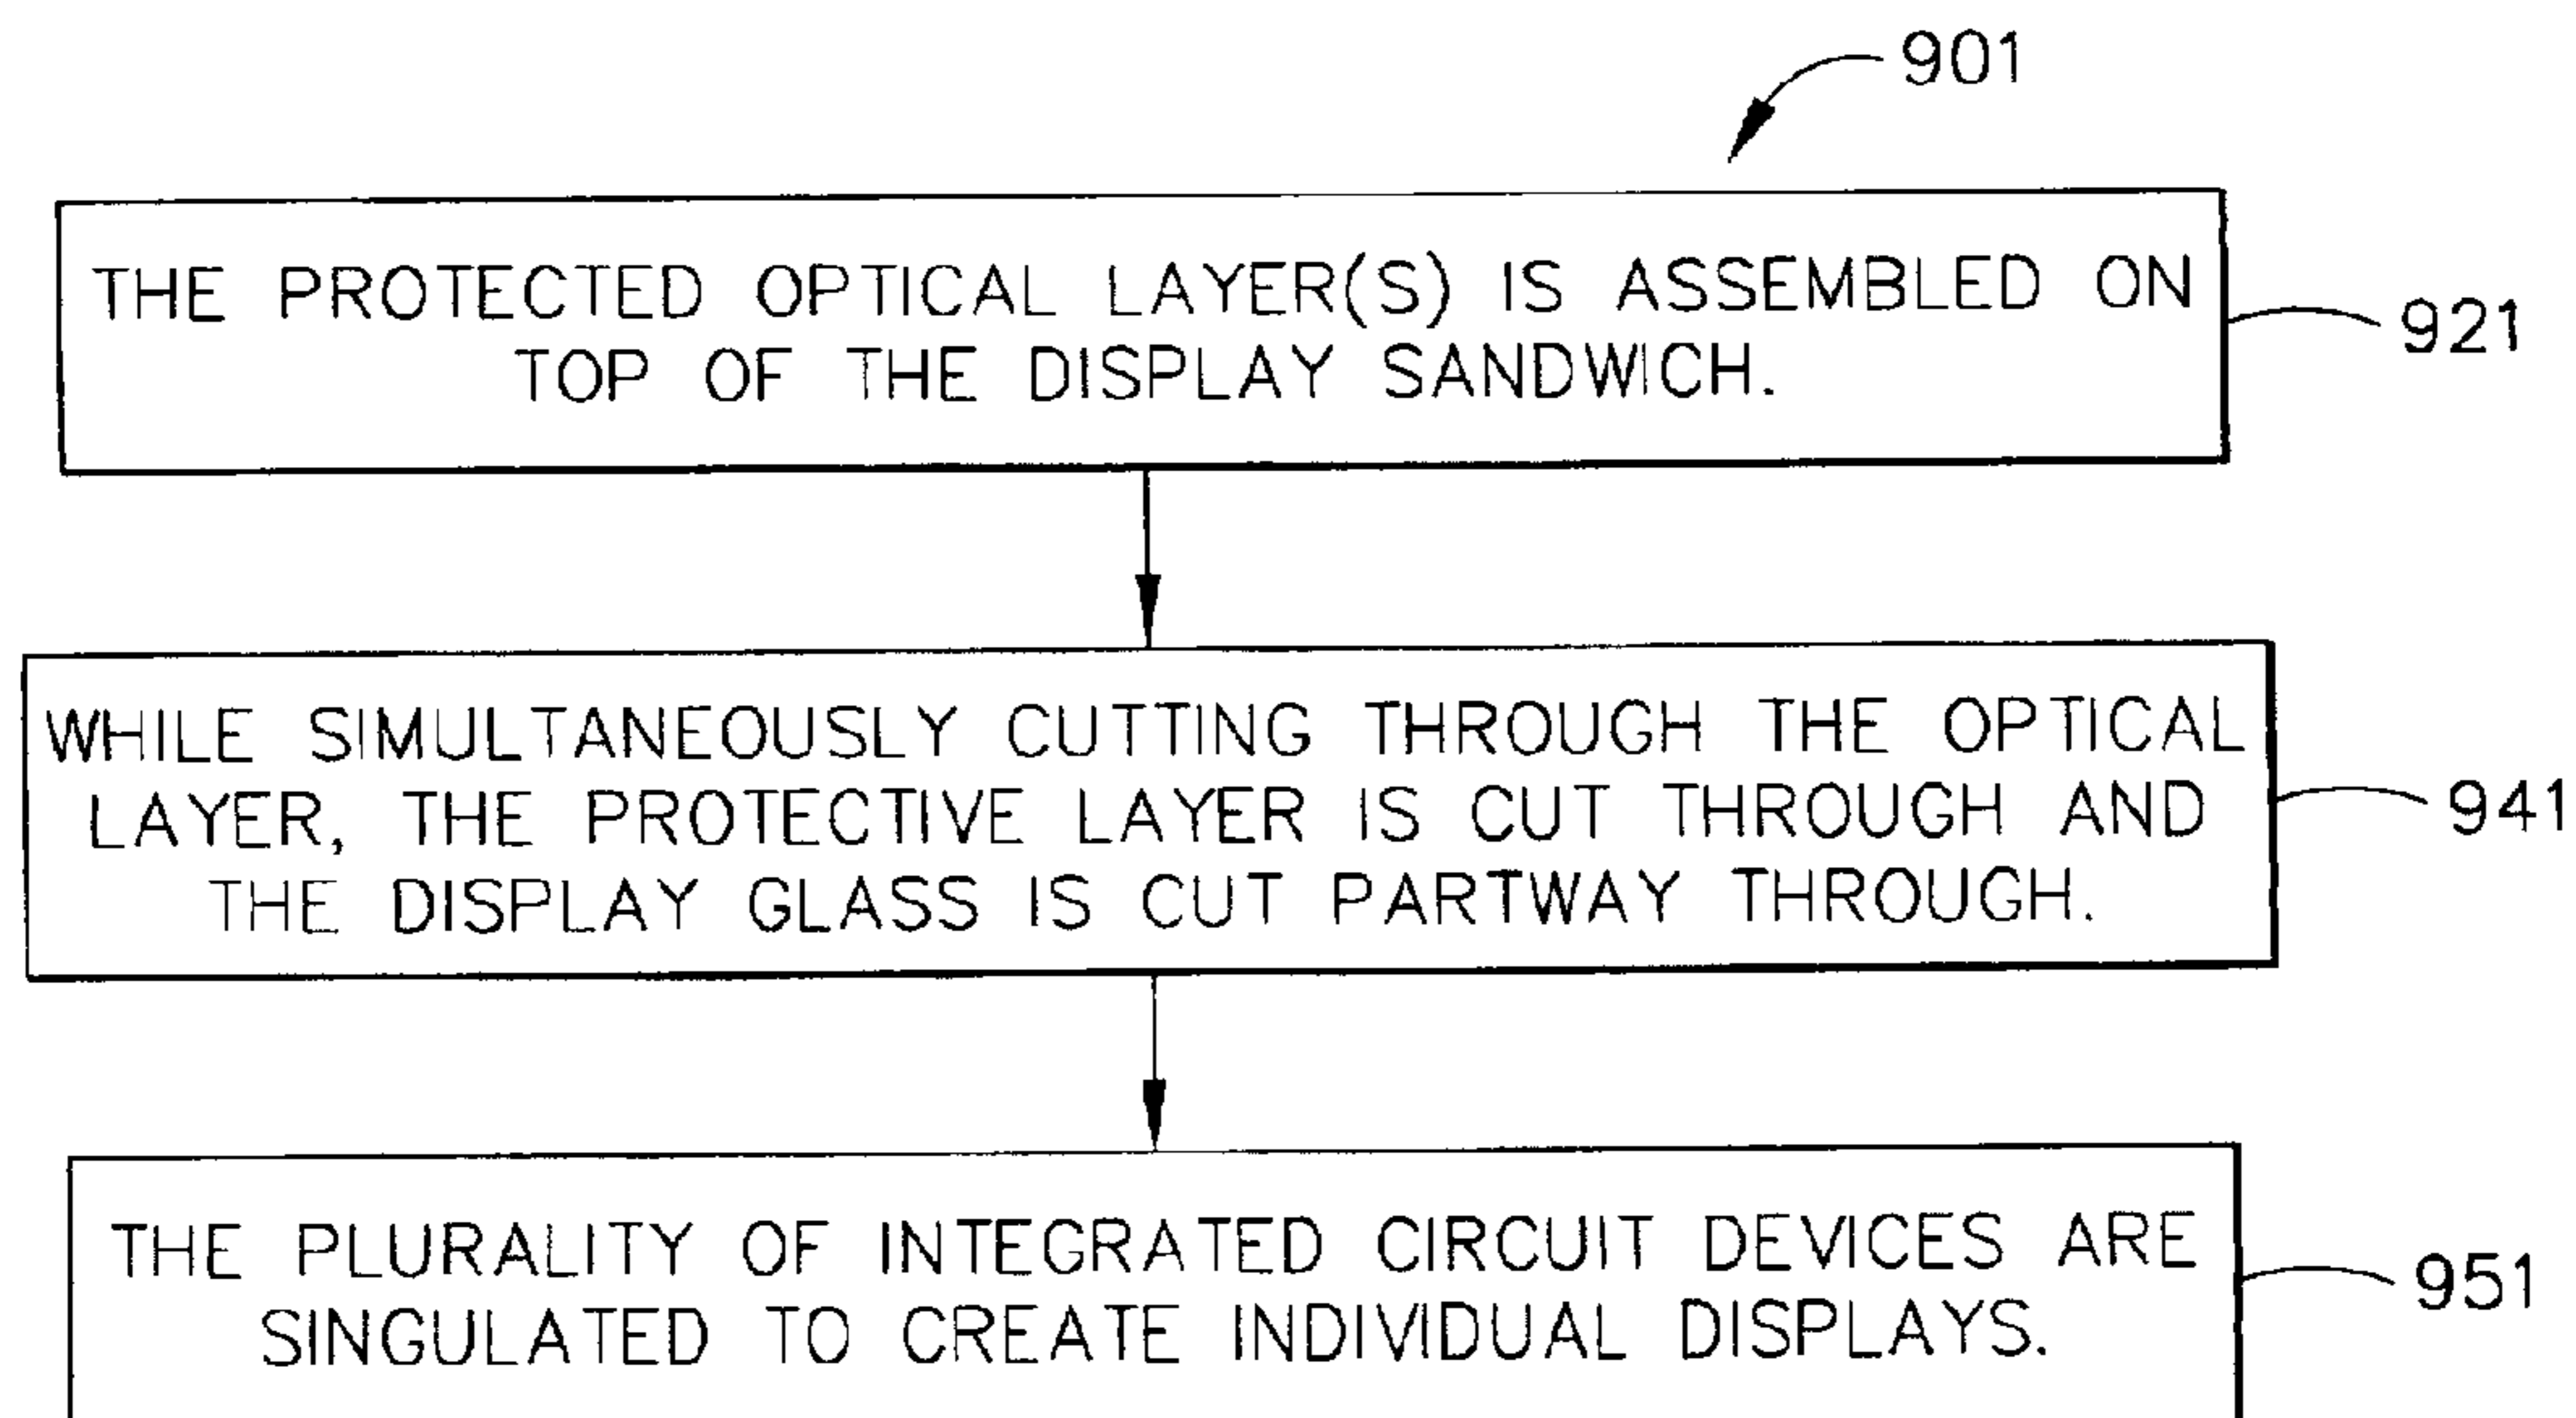 901
THE PROTECTED OPTICAL LAYER(S) IS ASSEMBLED ON
TOP OF THE DISPLAY SANDWICH.
921
WHILE SIMULTANEOUSLY CUTTING THROUGH THE OPTICAL
LAYER, THE PROTECTIVE LAYER IS CUT THROUGH AND
THE DISPLAY GLASS IS CUT PARTWAY THROUGH.
941
THE PLURALITY OF INTEGRATED CIRCUIT DEVICES ARE
SINGULATED TO CREATE INDIVIDUAL DISPLAYS.
951